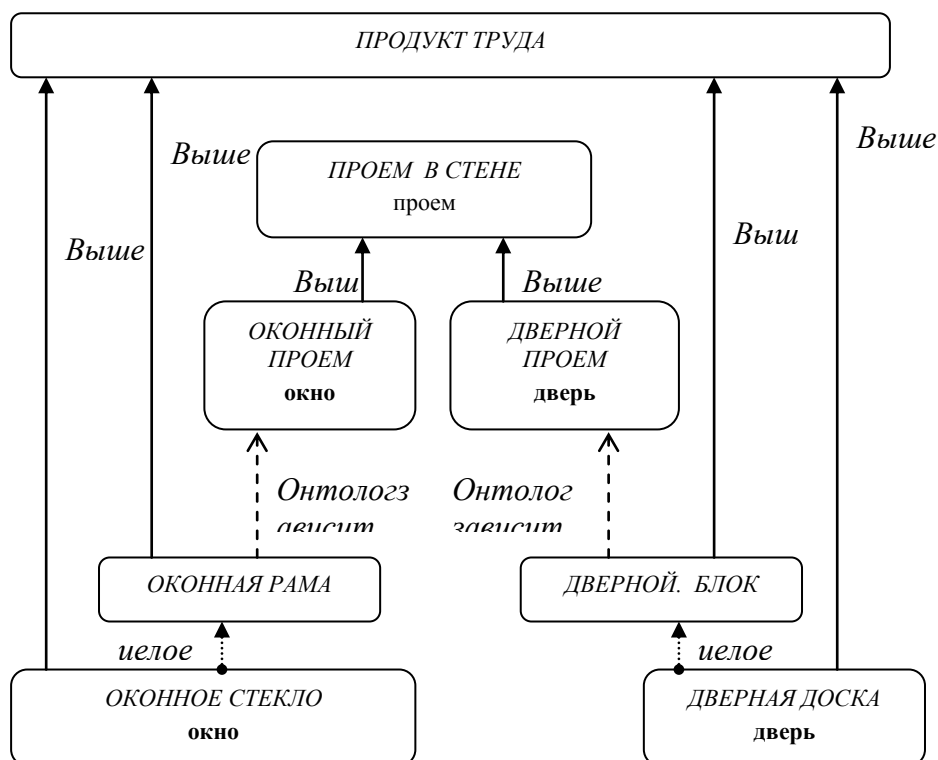 ПРОДУКТ ТРУДА
Выше
Выше
ПРОЕМ В СТЕНЕ
проем
Выше
Выш
Выш
Выше
ОКОННЫЙ
ПРОЕМ
окно
ДВЕРНОЙ
ПРОЕМ
дверь
Онтологз
ависит
Онтолог
зависит
ОКОННАЯ РАМА
ДВЕРНОЙ. БЛОК
иелое
иелое
ОКОННОЕ СТЕКЛО
окно
ДВЕРНАЯ ДОСКА
дверь